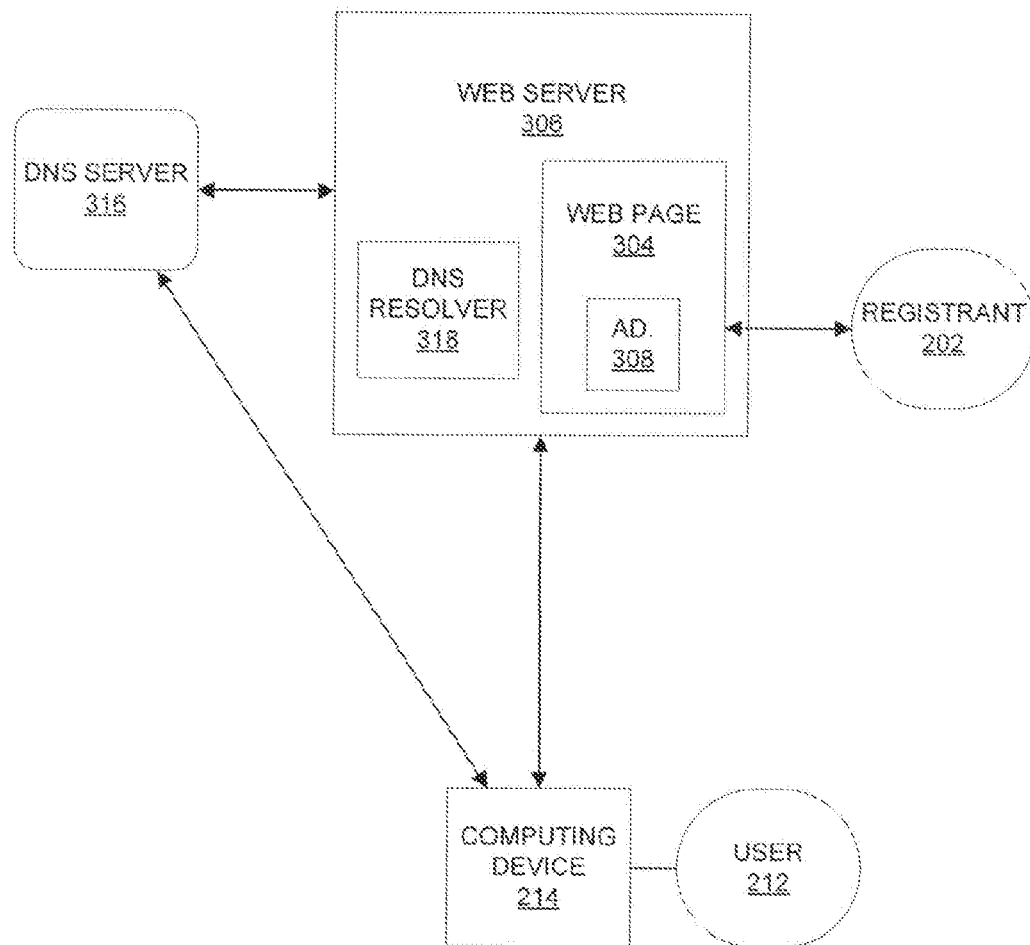 WEB SERVER
306
DNS SERVER
316
WEB PAGE
304
DNS
RESOLVER
318
AD.
308
REGISTRANT
202
COMPUTING
DEVICE
214
USER
212